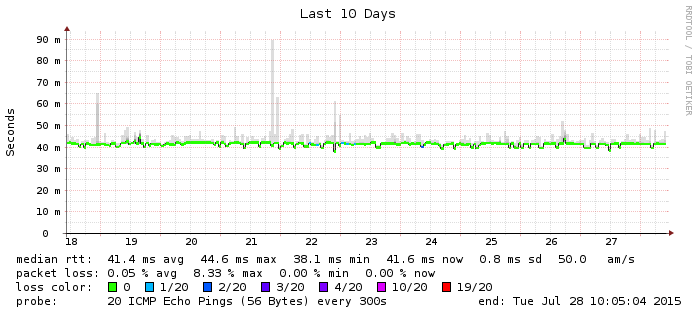 Last 10 Days
RRDTOOL / TOBI OETIKER
Seconds
90 m
80 m
70 m
60 m
50 m
40 m
30 m
20 m
10 m
0
18 19 20 21 22 23 24 25 26 27
median rtt: 41.4 ms avg 44.6 ms max 38.1 ms min 41.6 ms now 0.8 ms sd 50.0 am/s
packet loss: 0.05 % avg 8.33 % max 0.00 % min 0.00 % now
loss color: 0 1/20 2/20 3/20 4/20 10/20 19/20
probe: 20 ICMP Echo Pings (56 Bytes) every 300s end: Tue Jul 28 10:05:04 2015